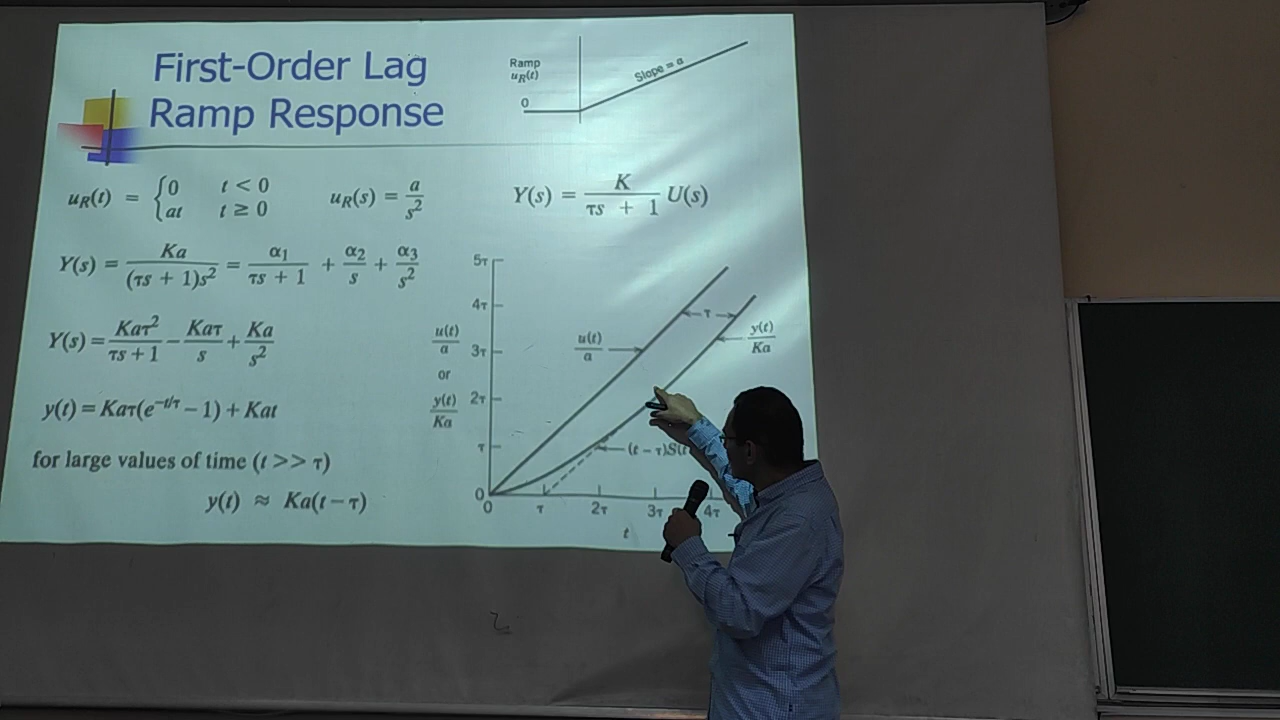 First-Order Lag
Ramp Response
Ramp
u_R(t)
0
Slope = a
u_R(t) = {0 t < 0
at t ≥ 0
u_R(s) = a/s²
Y(s) = K/(τs + 1) U(s)
Y(s) = Ka/((τs + 1)s²) = α₁/(τs + 1) + α₂/s + α₃/s²
Y(s) = Kaτ²/(τs + 1) − Kaτ/s + Ka/s²
y(t) = Kaτ(e^(−t/τ) − 1) + Kat
for large values of time (t >> τ)
y(t) ≈ Ka(t − τ)
5τ
4τ
3τ
2τ
τ
0
u(t)/a
or
y(t)/Ka
u(t)/a
τ
y(t)/Ka
(t − τ)S(t
0 τ 2τ 3τ 4τ
t